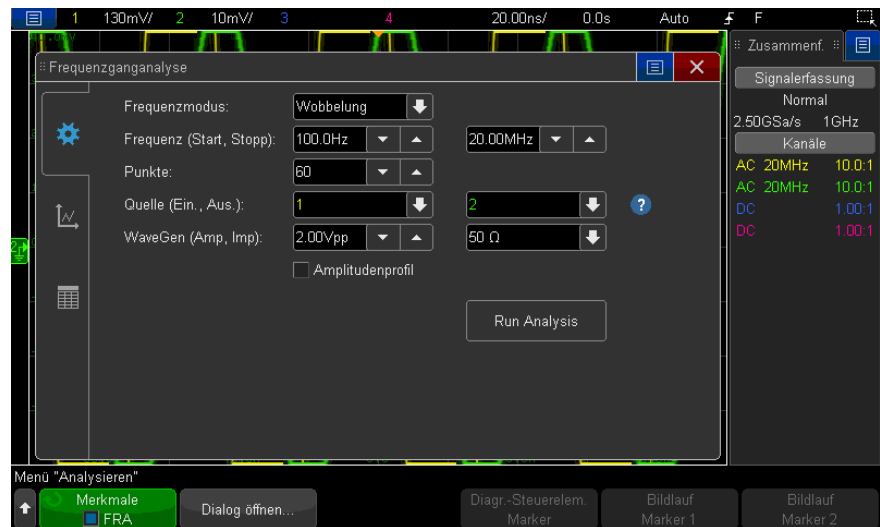 1 130mV/ 2 10mV/ 3 4 20.00ns/ 0.0s Auto F
Zusammenf.
Frequenzganganalyse
Signalerfassung
Normal
2.50GSa/s 1GHz
Kanäle
AC 20MHz 10.0:1
AC 20MHz 10.0:1
DC 1.00:1
DC 1.00:1
Frequenzmodus: Wobbelung
Frequenz (Start, Stopp): 100.0Hz 20.00MHz
Punkte: 60
Quelle (Ein., Aus.): 1 2 ?
WaveGen (Amp, Imp): 2.00Vpp 50 Ω
Amplitudenprofil
Run Analysis
2
Menü "Analysieren"
Merkmale
FRA
Dialog öffnen...
Diagr.-Steuerelem.
Marker
Bildlauf
Marker 1
Bildlauf
Marker 2